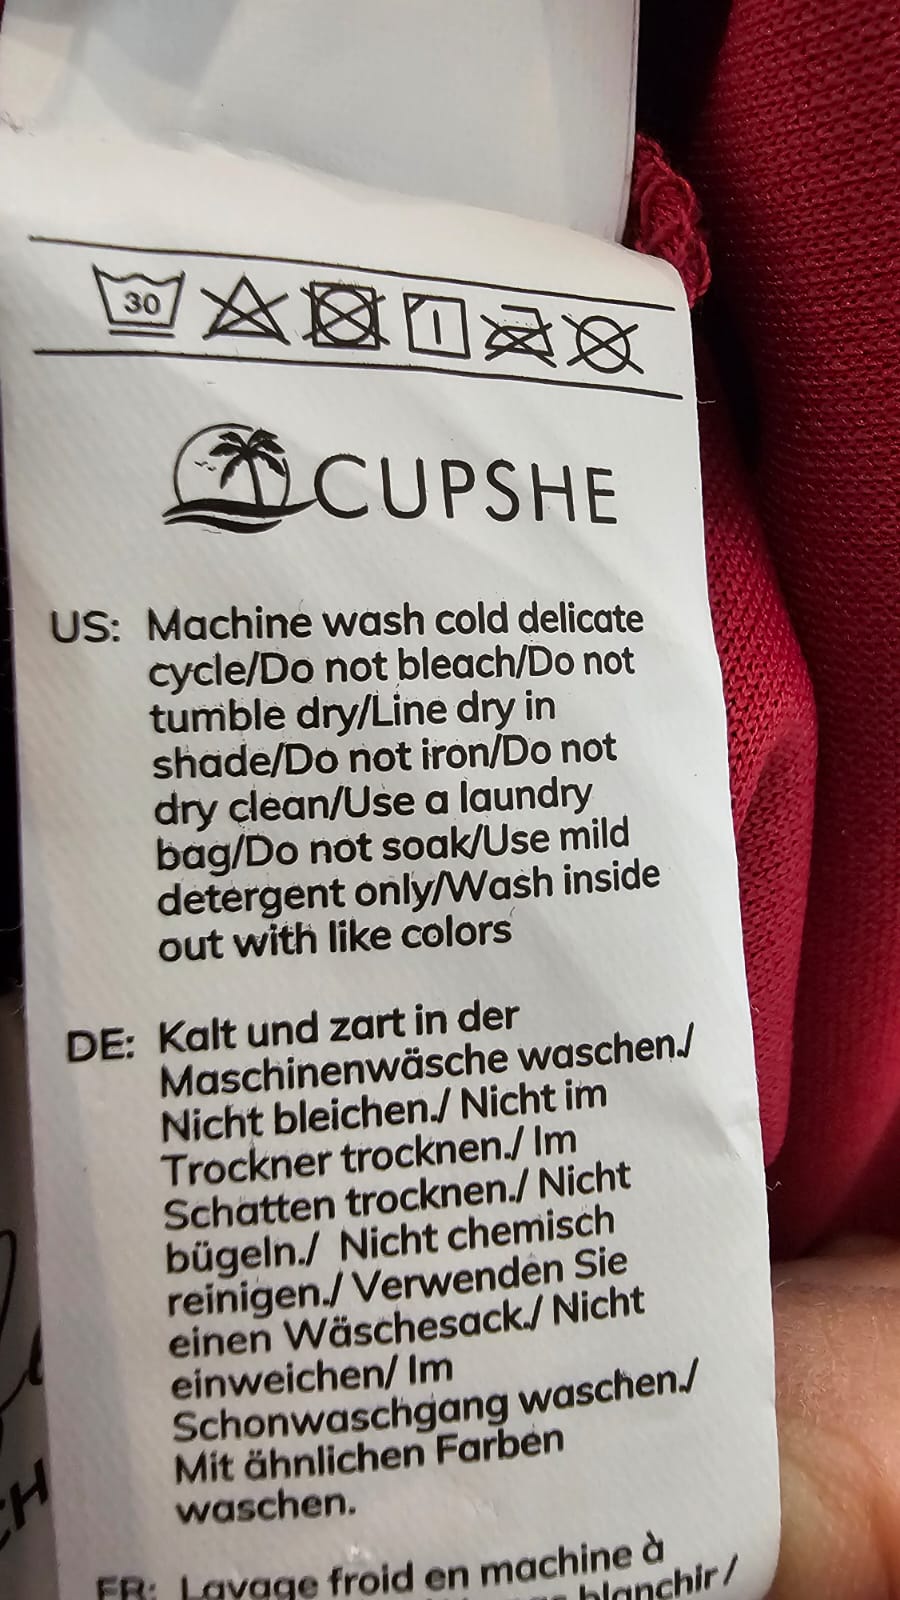 30
CUPSHE
US: Machine wash cold delicate
cycle/Do not bleach/Do not
tumble dry/Line dry in
shade/Do not iron/Do not
dry clean/Use a laundry
bag/Do not soak/Use mild
detergent only/Wash inside
out with like colors
DE: Kalt und zart in der
Maschinenwäsche waschen./
Nicht bleichen./ Nicht im
Trockner trocknen./ Im
Schatten trocknen./ Nicht
bügeln./ Nicht chemisch
reinigen./ Verwenden Sie
einen Wäschesack./ Nicht
einweichen/ Im
Schonwaschgang waschen./
Mit ähnlichen Farben
waschen.
FR: Lavage froid en machine à
blanchir/